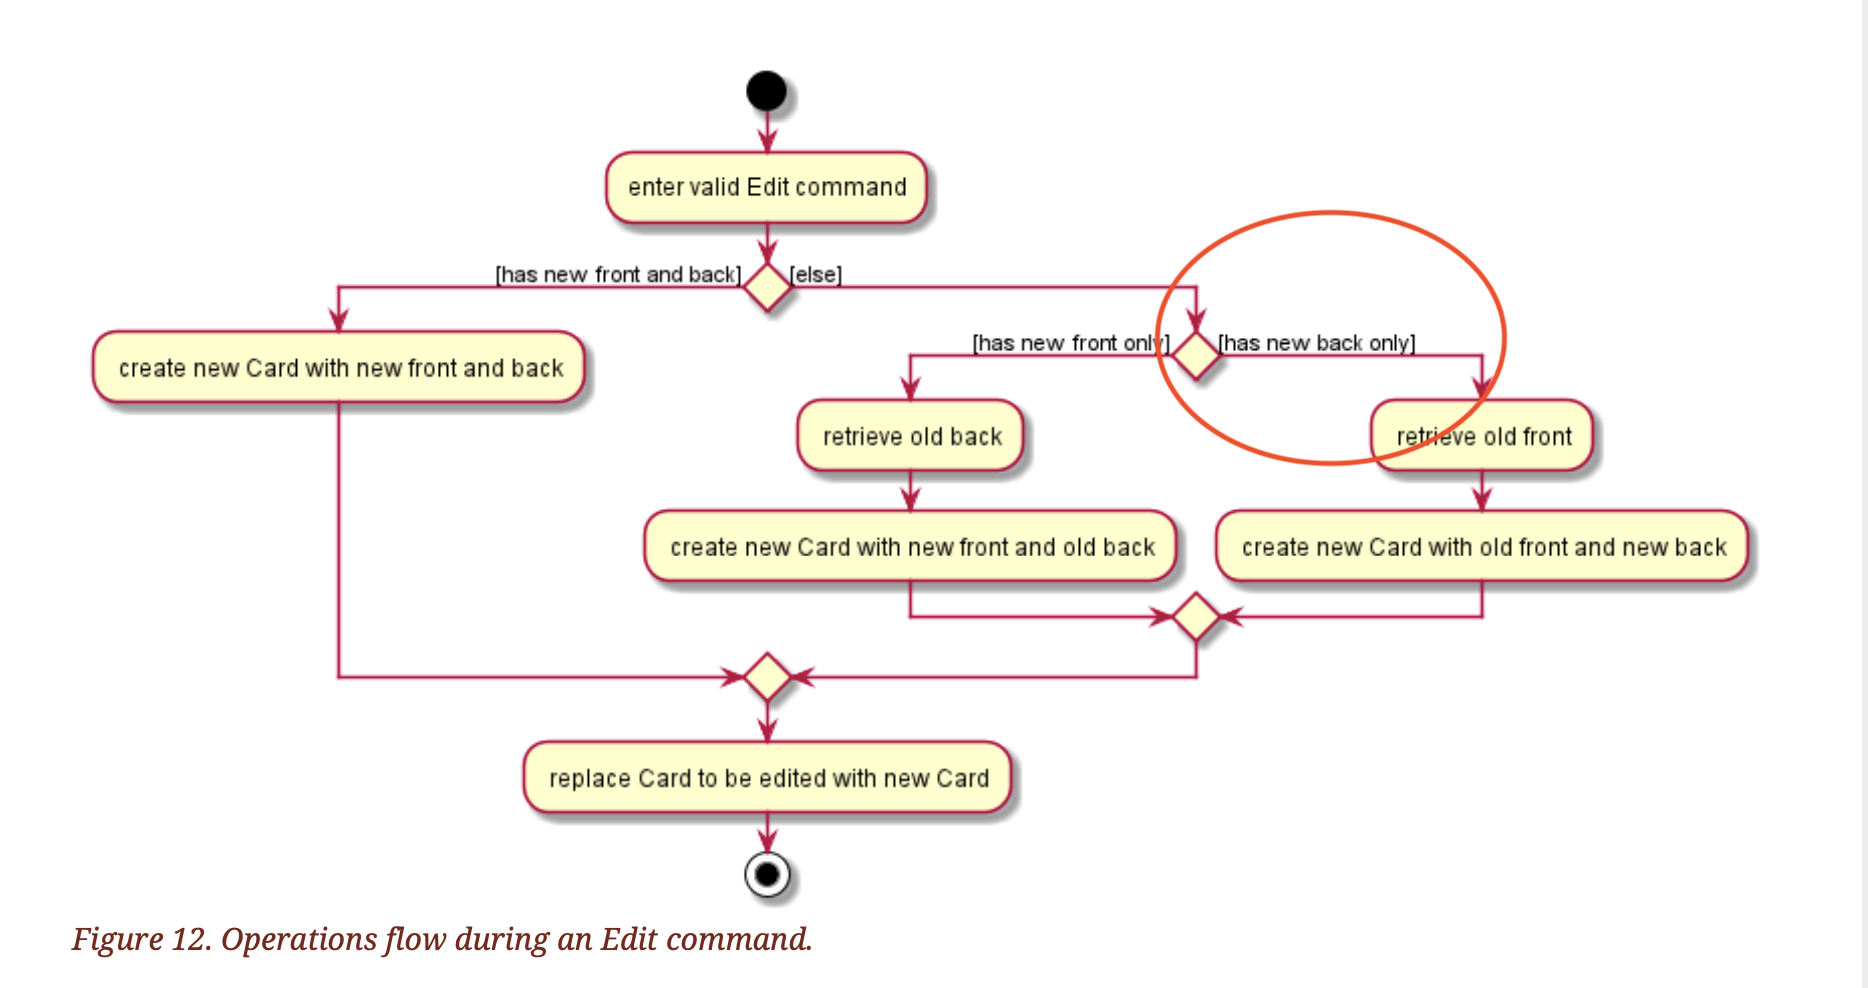 enter valid Edit command
[has new front and back]
[else]
create new Card with new front and back
[has new front only]
[has new back only]
retrieve old back
retrieve old front
create new Card with new front and old back
create new Card with old front and new back
replace Card to be edited with new Card
Figure 12. Operations flow during an Edit command.